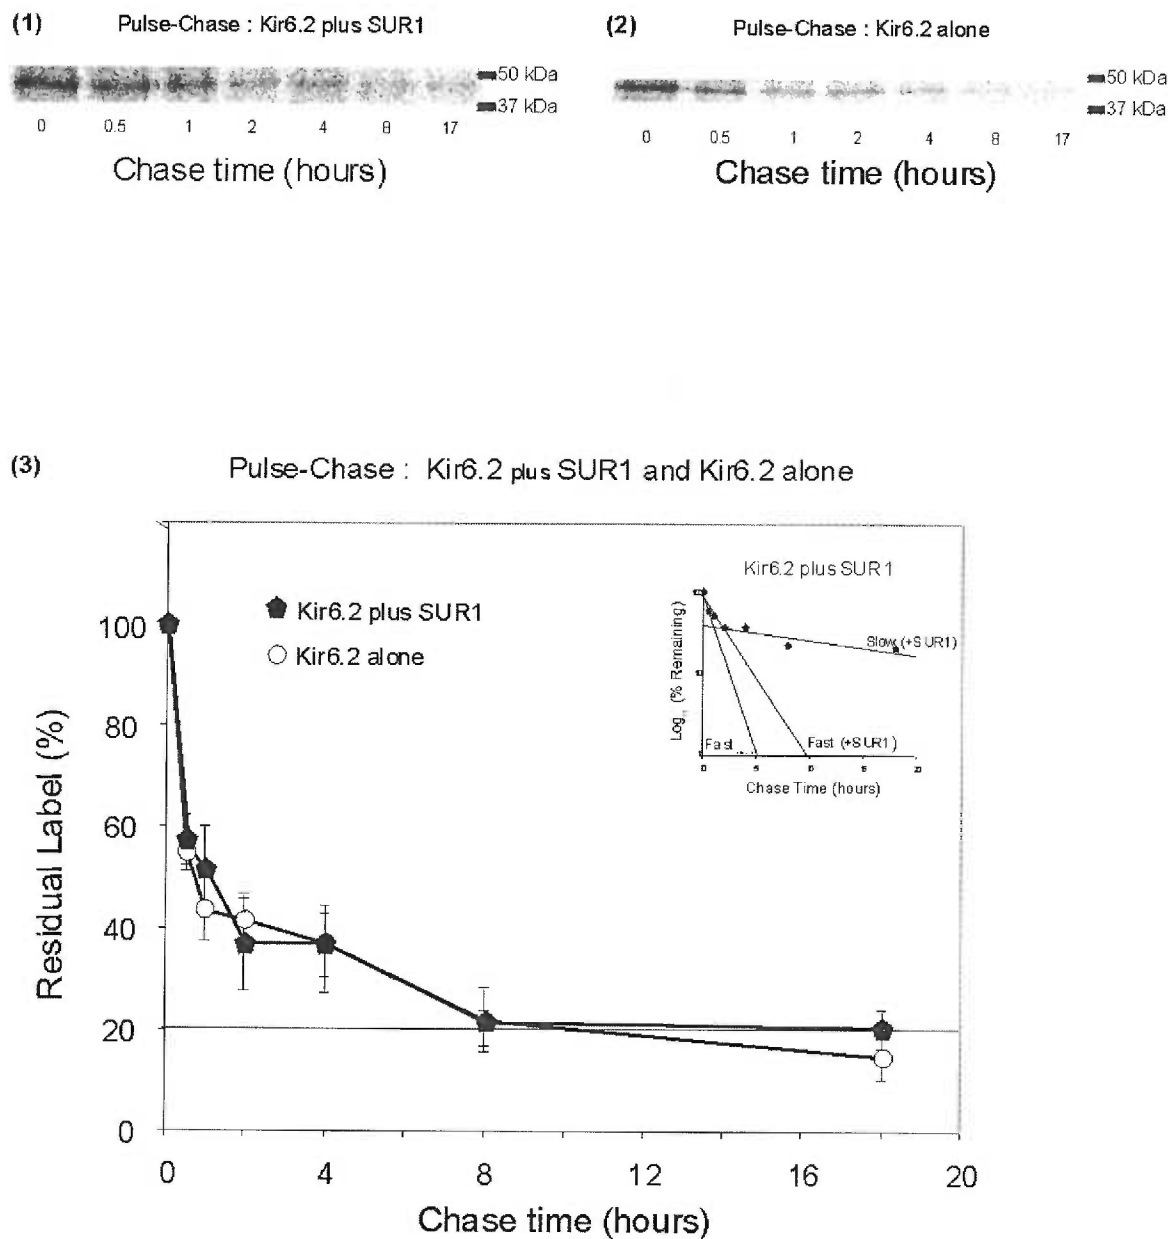 (1)
Pulse-Chase : Kir6.2 plus SUR1
50 kDa
37 kDa
0 0.5 1 2 4 8 17
Chase time (hours)
(2)
Pulse-Chase : Kir6.2 alone
50 kDa
37 kDa
0 0.5 1 2 4 8 17
Chase time (hours)
(3)
Pulse-Chase : Kir6.2 plus SUR1 and Kir6.2 alone
Kir6.2 plus SUR1
Kir6.2 alone
Residual Label (%)
100
80
60
40
20
0
0 4 8 12 16 20
Chase time (hours)
Kir6.2 plus SUR1
Log (% Remaining)
Slow (+SUR1)
Fast
Fast (+SUR1)
Chase Time (hours)